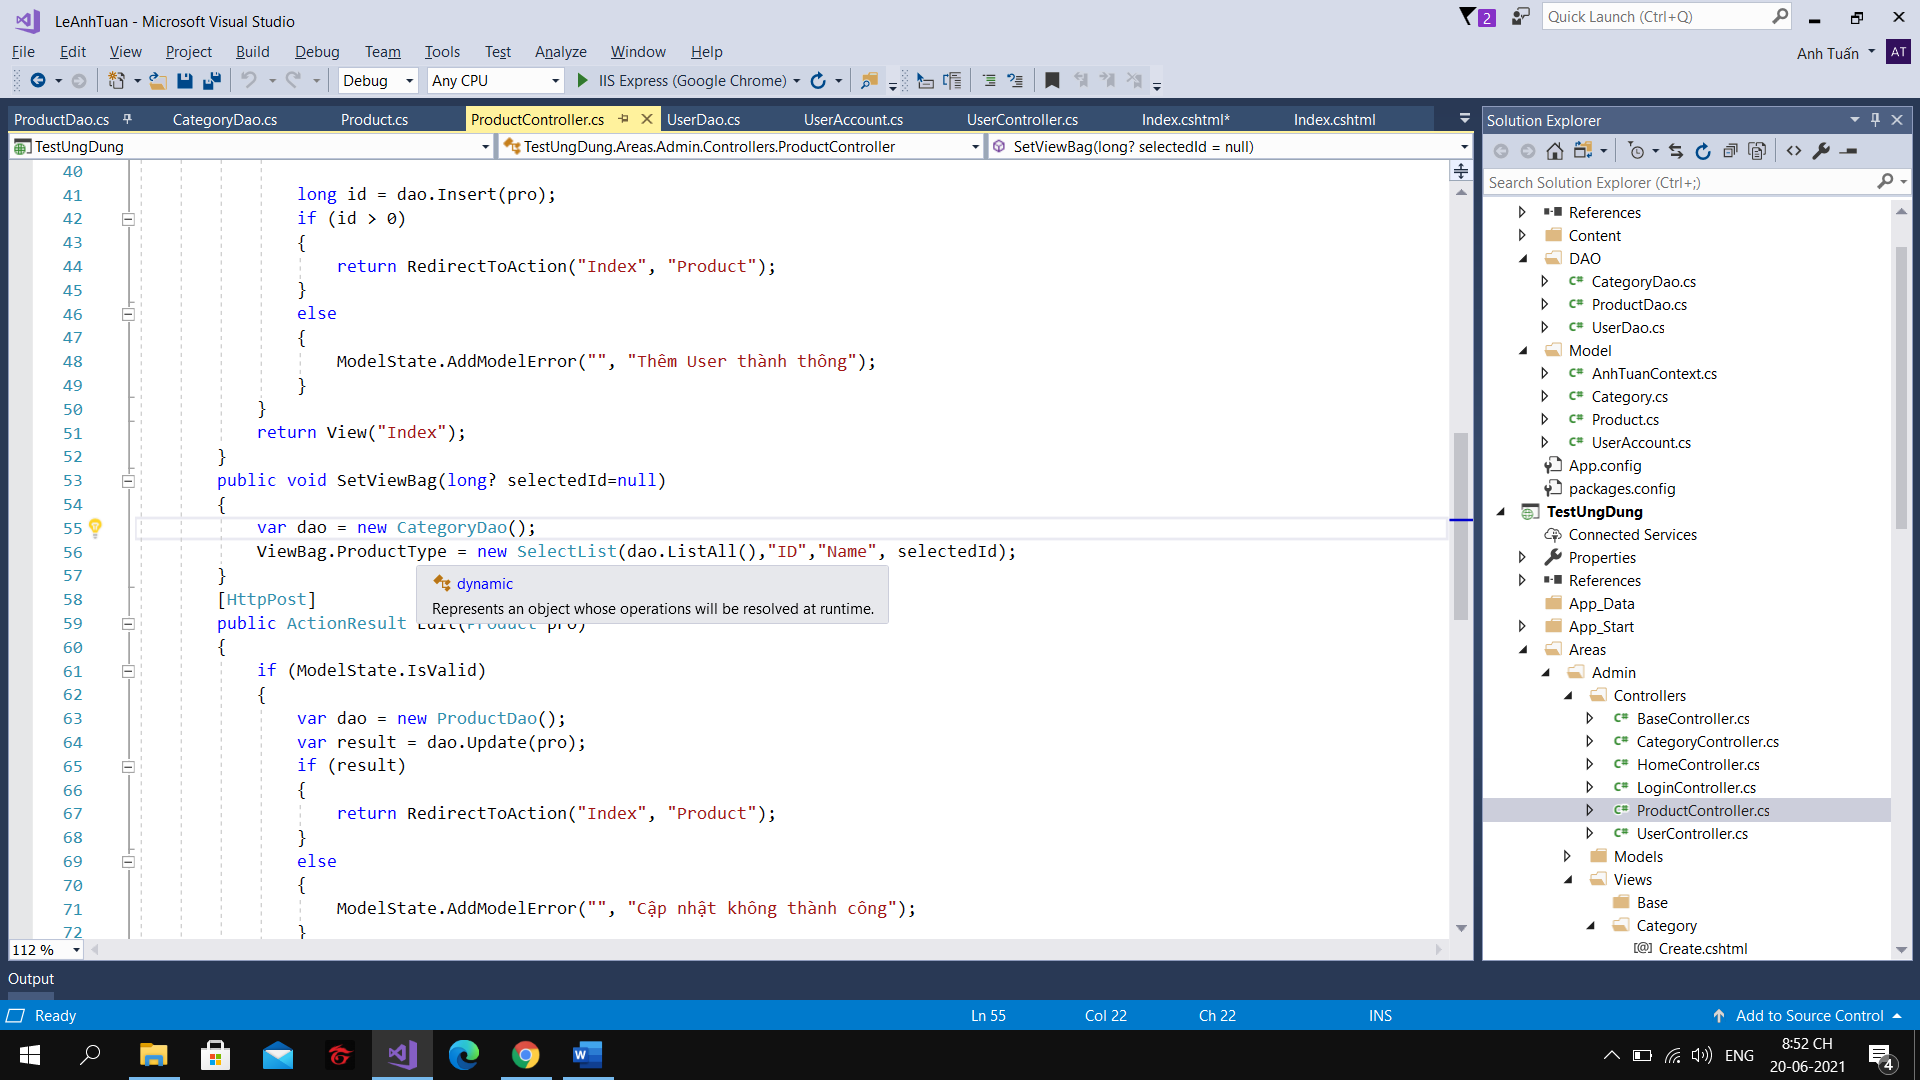 LeAnhTuan - Microsoft Visual Studio
2
Quick Launch (Ctrl+Q)
File Edit View Project Build Debug Team Tools Test Analyze Window Help
Anh Tuấn AT
Debug Any CPU IIS Express (Google Chrome)
ProductDao.cs CategoryDao.cs Product.cs ProductController.cs UserDao.cs UserAccount.cs UserController.cs Index.cshtml* Index.cshtml
TestUngDung TestUngDung.Areas.Admin.Controllers.ProductController SetViewBag(long? selectedId = null)
40
41 long id = dao.Insert(pro);
42 if (id > 0)
43 {
44 return RedirectToAction("Index", "Product");
45 }
46 else
47 {
48 ModelState.AddModelError("", "Thêm User thành thông");
49 }
50 }
51 return View("Index");
52 }
53 public void SetViewBag(long? selectedId=null)
54 {
55 var dao = new CategoryDao();
56 ViewBag.ProductType = new SelectList(dao.ListAll(),"ID","Name", selectedId);
57 }
58 [HttpPost]
59 public ActionResult Edit(Product pro)
60 {
61 if (ModelState.IsValid)
62 {
63 var dao = new ProductDao();
64 var result = dao.Update(pro);
65 if (result)
66 {
67 return RedirectToAction("Index", "Product");
68 }
69 else
70 {
71 ModelState.AddModelError("", "Cập nhật không thành công");
72 }
dynamic
Represents an object whose operations will be resolved at runtime.
112 %
Solution Explorer
Search Solution Explorer (Ctrl+;)
References
Content
DAO
C# CategoryDao.cs
C# ProductDao.cs
C# UserDao.cs
Model
C# AnhTuanContext.cs
C# Category.cs
C# Product.cs
C# UserAccount.cs
App.config
packages.config
TestUngDung
Connected Services
Properties
References
App_Data
App_Start
Areas
Admin
Controllers
C# BaseController.cs
C# CategoryController.cs
C# HomeController.cs
C# LoginController.cs
C# ProductController.cs
C# UserController.cs
Models
Views
Base
Category
[@] Create.cshtml
Output
Ready Ln 55 Col 22 Ch 22 INS Add to Source Control
ENG
8:52 CH
20-06-2021
4